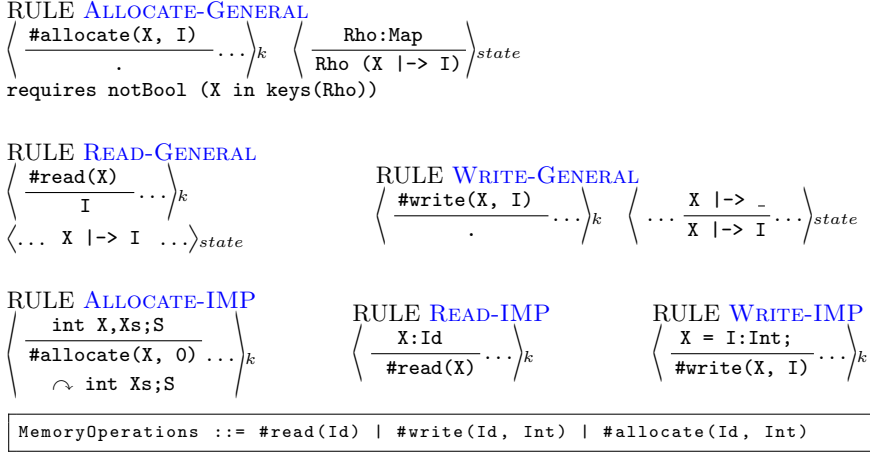 RULE ALLOCATE-GENERAL
⟨ #allocate(X, I) ⋯⟩k ⟨ Rho:Map ⟩state
. Rho (X |-> I)
requires notBool (X in keys(Rho))
RULE READ-GENERAL
⟨ #read(X) ⋯⟩k
I
⟨... X |-> I ...⟩state
RULE WRITE-GENERAL
⟨ #write(X, I) ⋯⟩k ⟨ ⋯ X |-> _ ⋯⟩state
. X |-> I
RULE ALLOCATE-IMP
⟨ int X,Xs;S
#allocate(X, 0) ⋯⟩k
↷ int Xs;S
RULE READ-IMP
⟨ X:Id ⋯⟩k
#read(X)
RULE WRITE-IMP
⟨ X = I:Int; ⋯⟩k
#write(X, I)
MemoryOperations ::= #read(Id) | #write(Id, Int) | #allocate(Id, Int)